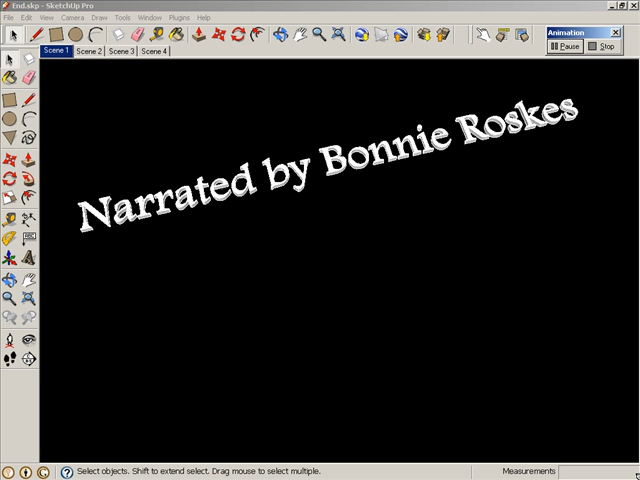 End.skp - SketchUp Pro
File Edit View Camera Draw Tools Window Plugins Help
Animation
Pause Stop
Scene 1 Scene 2 Scene 3 Scene 4
Narrated by Bonnie Roskes
Select objects. Shift to extend select. Drag mouse to select multiple.
Measurements